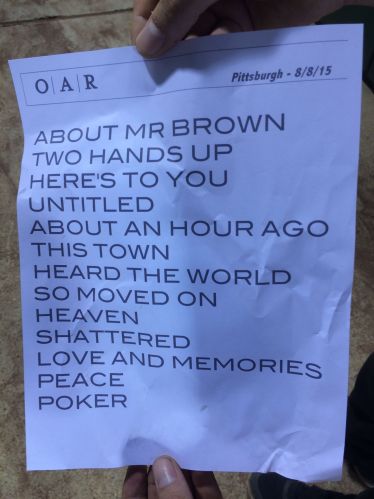 O|A|R
Pittsburgh - 8/8/15
ABOUT MR BROWN
TWO HANDS UP
HERE'S TO YOU
UNTITLED
ABOUT AN HOUR AGO
THIS TOWN
HEARD THE WORLD
SO MOVED ON
HEAVEN
SHATTERED
LOVE AND MEMORIES
PEACE
POKER